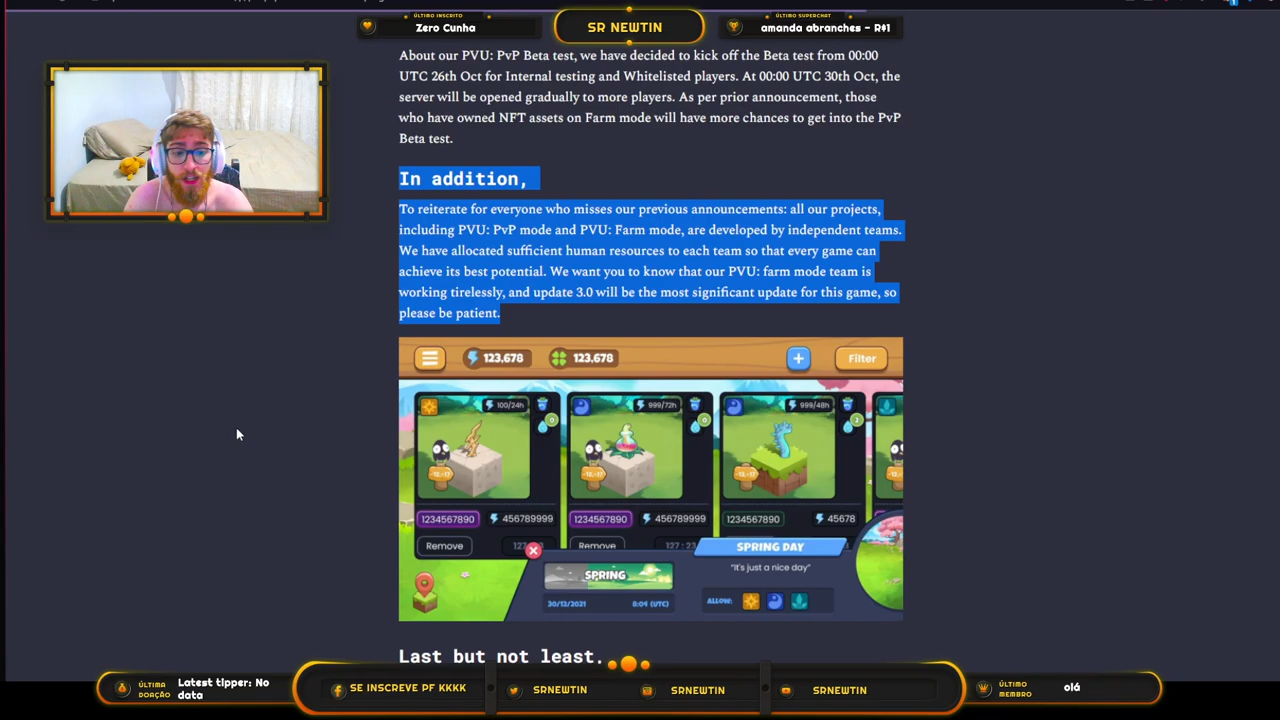 ÚLTIMO INSCRITO
Zero Cunha
SR NEWTIN
ÚLTIMO SUPERCHAT
amanda abranches - R$1
About our PVU: PvP Beta test, we have decided to kick off the Beta test from 00:00
UTC 26th Oct for Internal testing and Whitelisted players. At 00:00 UTC 30th Oct, the
server will be opened gradually to more players. As per prior announcement, those
who have owned NFT assets on Farm mode will have more chances to get into the PvP
Beta test.
In addition,
To reiterate for everyone who misses our previous announcements: all our projects,
including PVU: PvP mode and PVU: Farm mode, are developed by independent teams.
We have allocated sufficient human resources to each team so that every game can
achieve its best potential. We want you to know that our PVU: farm mode team is
working tirelessly, and update 3.0 will be the most significant update for this game, so
please be patient.
123,678
123,678
+
Filter
100/24h
999/72h
999/48h
0
0
2
-12,-17
-12,-17
-12,-17
1234567890
456789999
1234567890
456789999
1234567890
45678
Remove
Remove
SPRING DAY
SPRING
"It's just a nice day"
30/12/2021
8:09 (UTC)
ALLOW:
Last but not least,
ÚLTIMA
DOAÇÃO
Latest tipper: No
data
SE INSCREVE PF KKKK
SRNEWTIN
SRNEWTIN
SRNEWTIN
ÚLTIMO
MEMBRO
olá